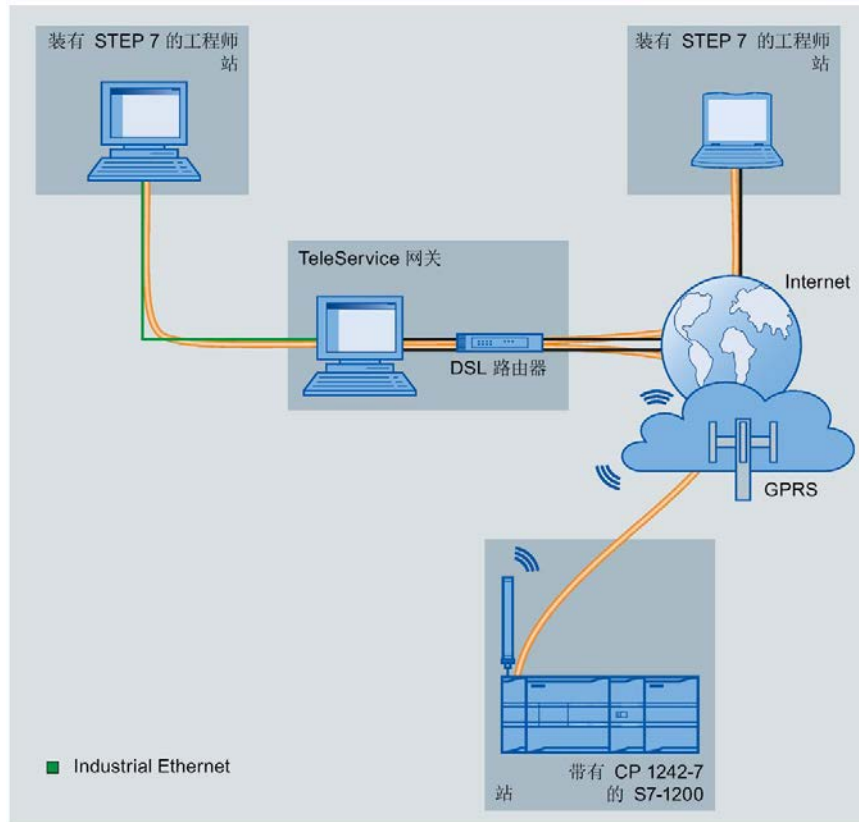 装有 STEP 7 的工程师
站
装有 STEP 7 的工程师
站
TeleService 网关
Internet
DSL 路由器
GPRS
Industrial Ethernet
带有 CP 1242-7
站 的 S7-1200